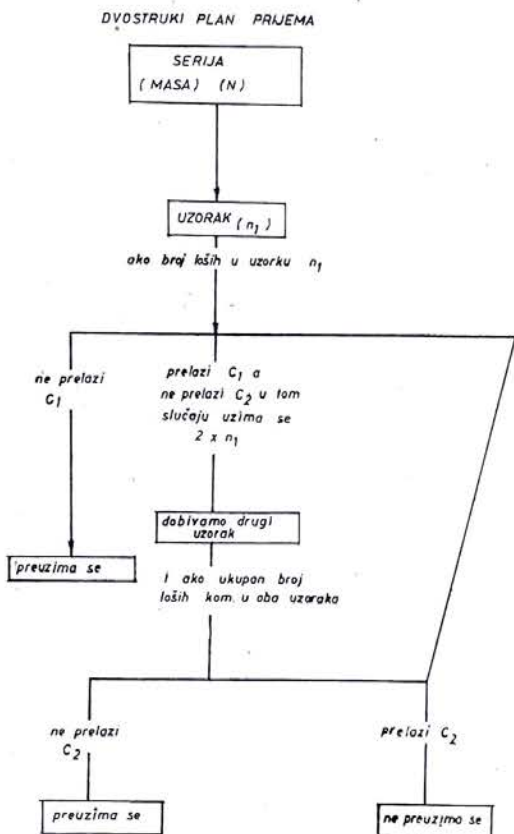 DVOSTRUKI PLAN PRIJEMA
SERIJA
(MASA) (N)
UZORAK (n1)
ako broj loših u uzorku n1
ne prelazi
C1
prelazi C1 a
ne prelazi C2 u tom
slučaju uzima se
2 x n1
dobivamo drugi
uzorak
preuzima se
I ako ukupan broj
loših kom. u oba uzoraka
ne prelazi
C2
prelazi C2
preuzima se
ne preuzima se